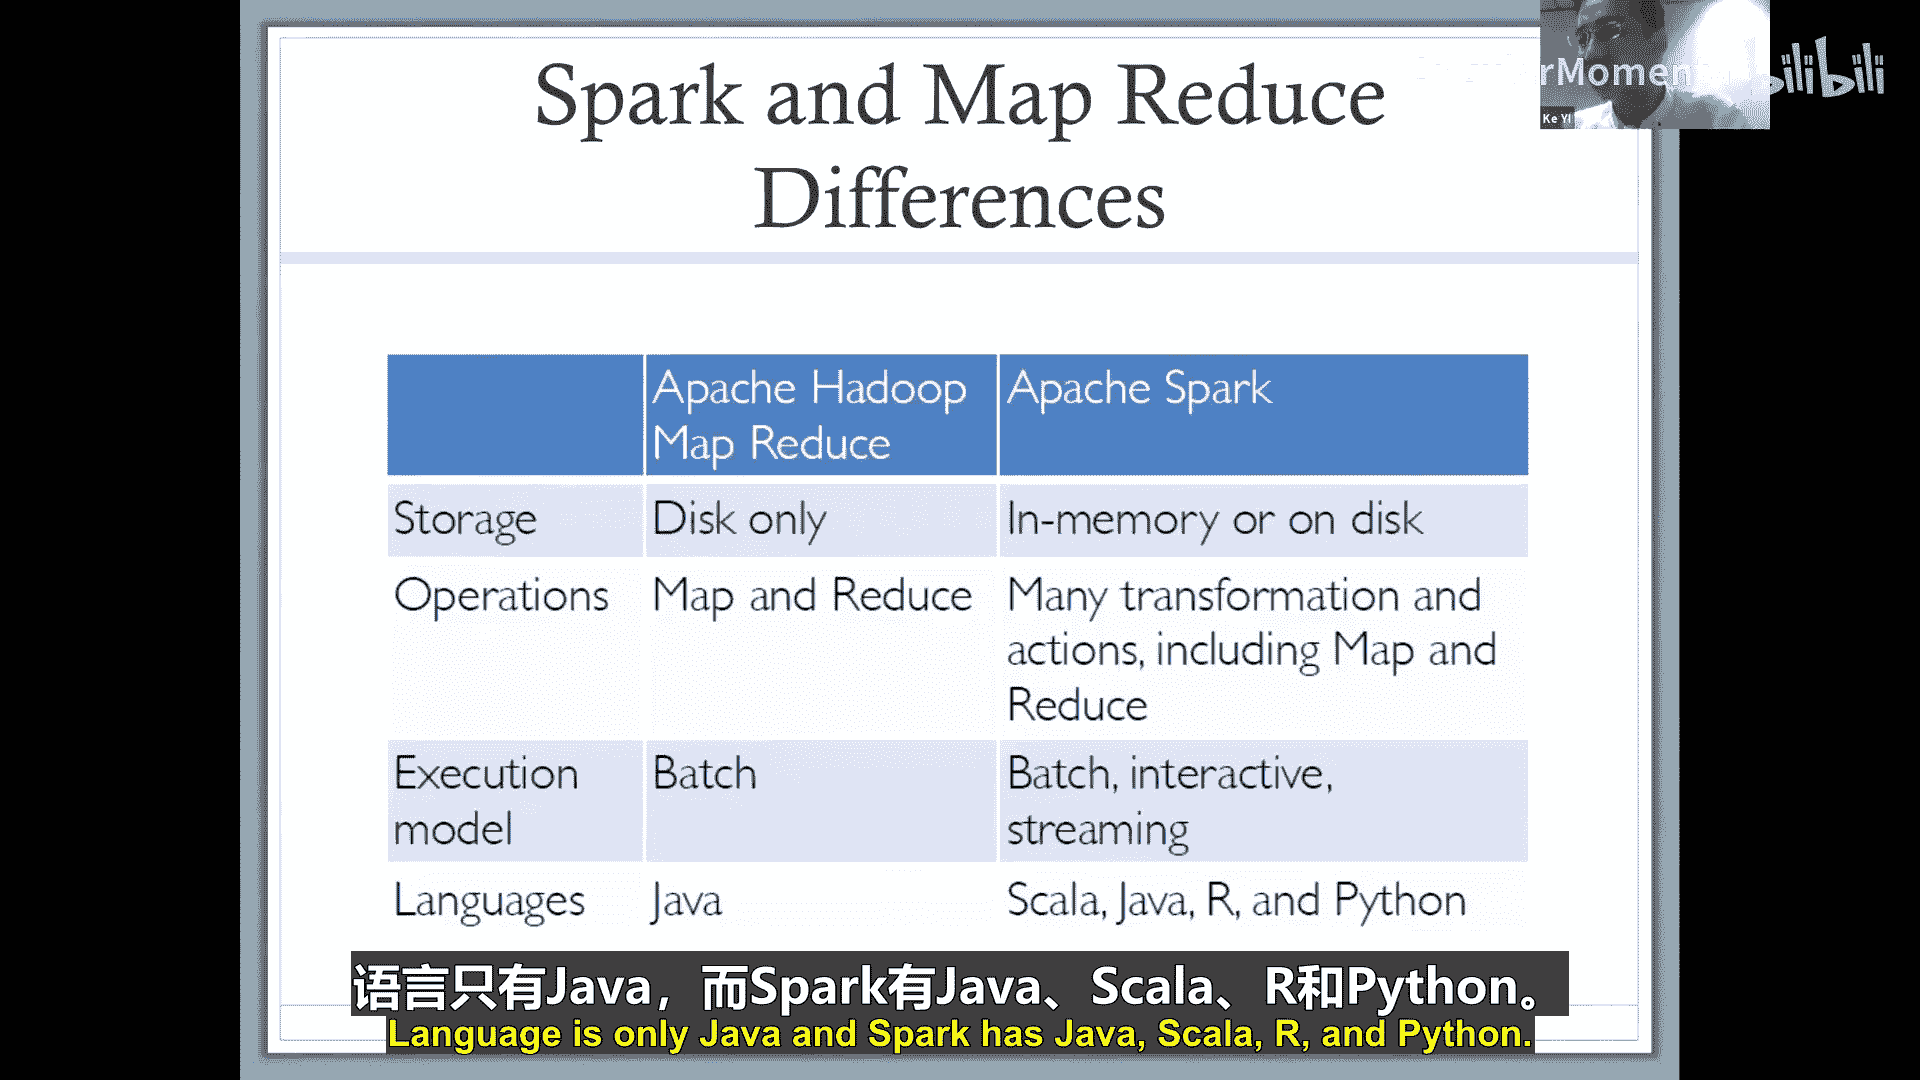 Spark and Map Reduce
Differences
rMomen
bilibili
Ke YI
Apache Hadoop
Map Reduce
Apache Spark
Storage
Disk only
In-memory or on disk
Operations
Map and Reduce
Many transformation and
actions, including Map and
Reduce
Execution
model
Batch
Batch, interactive,
streaming
Languages
Java
Scala, Java, R, and Python
语言只有Java，而Spark有Java、Scala、R和Python。
Language is only Java and Spark has Java, Scala, R, and Python.